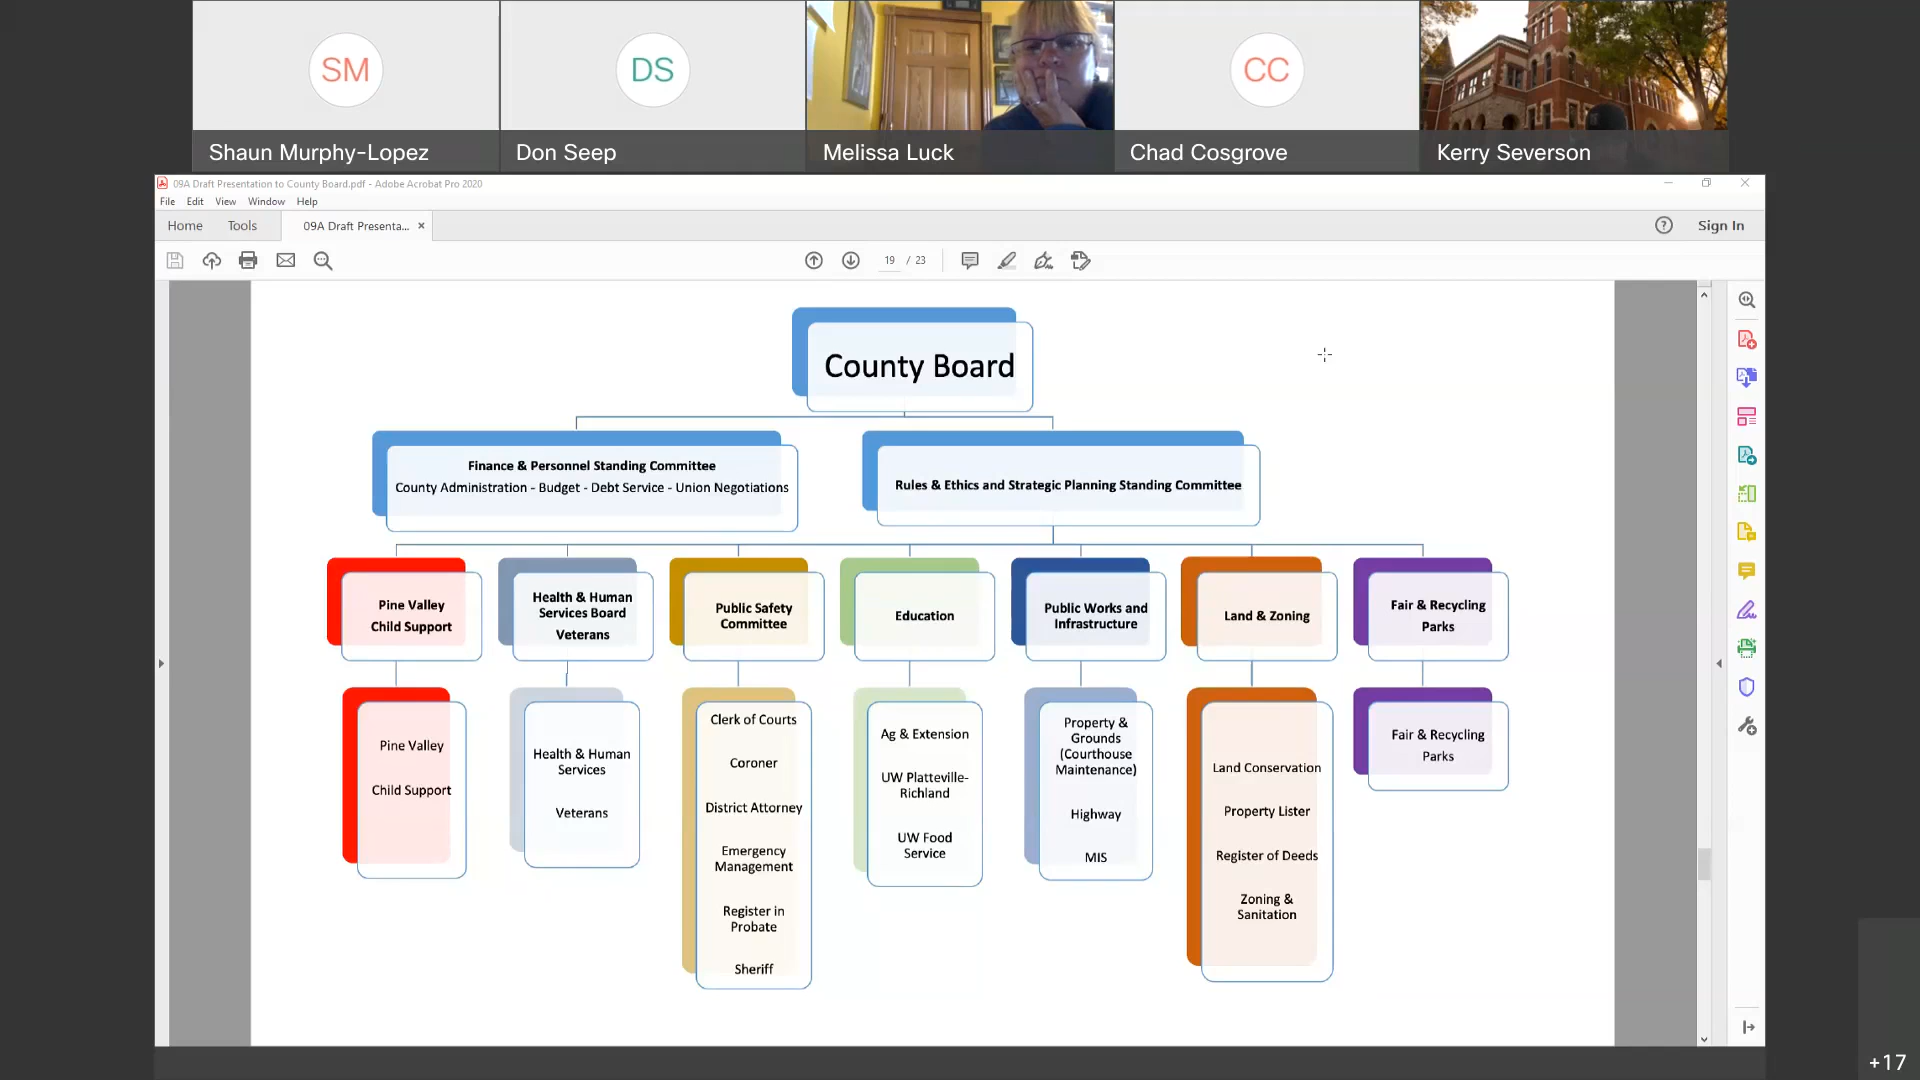 SM
DS
CC
Shaun Murphy-Lopez
Don Seep
Melissa Luck
Chad Cosgrove
Kerry Severson
09A Draft Presentation to County Board.pdf - Adobe Acrobat Pro 2020
File Edit View Window Help
Home Tools 09A Draft Presenta... × Sign In
19 / 23
County Board
Finance & Personnel Standing Committee
County Administration - Budget - Debt Service - Union Negotiations
Rules & Ethics and Strategic Planning Standing Committee
Pine Valley
Child Support
Health & Human
Services Board
Veterans
Public Safety
Committee
Education
Public Works and
Infrastructure
Land & Zoning
Fair & Recycling
Parks
Pine Valley
Child Support
Health & Human
Services
Veterans
Clerk of Courts
Coroner
District Attorney
Emergency
Management
Register in
Probate
Sheriff
Ag & Extension
UW Platteville-
Richland
UW Food
Service
Property &
Grounds
(Courthouse
Maintenance)
Highway
MIS
Land Conservation
Property Lister
Register of Deeds
Zoning &
Sanitation
Fair & Recycling
Parks
+17